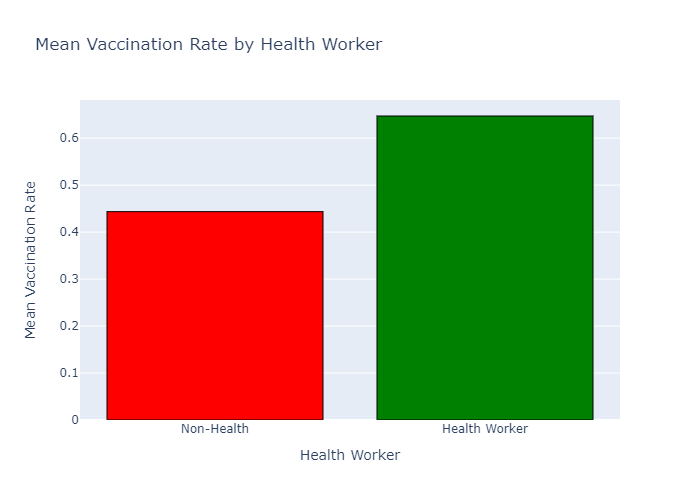 Mean Vaccination Rate by Health Worker
Mean Vaccination Rate
0.6
0.5
0.4
0.3
0.2
0.1
0
Non-Health
Health Worker
Health Worker